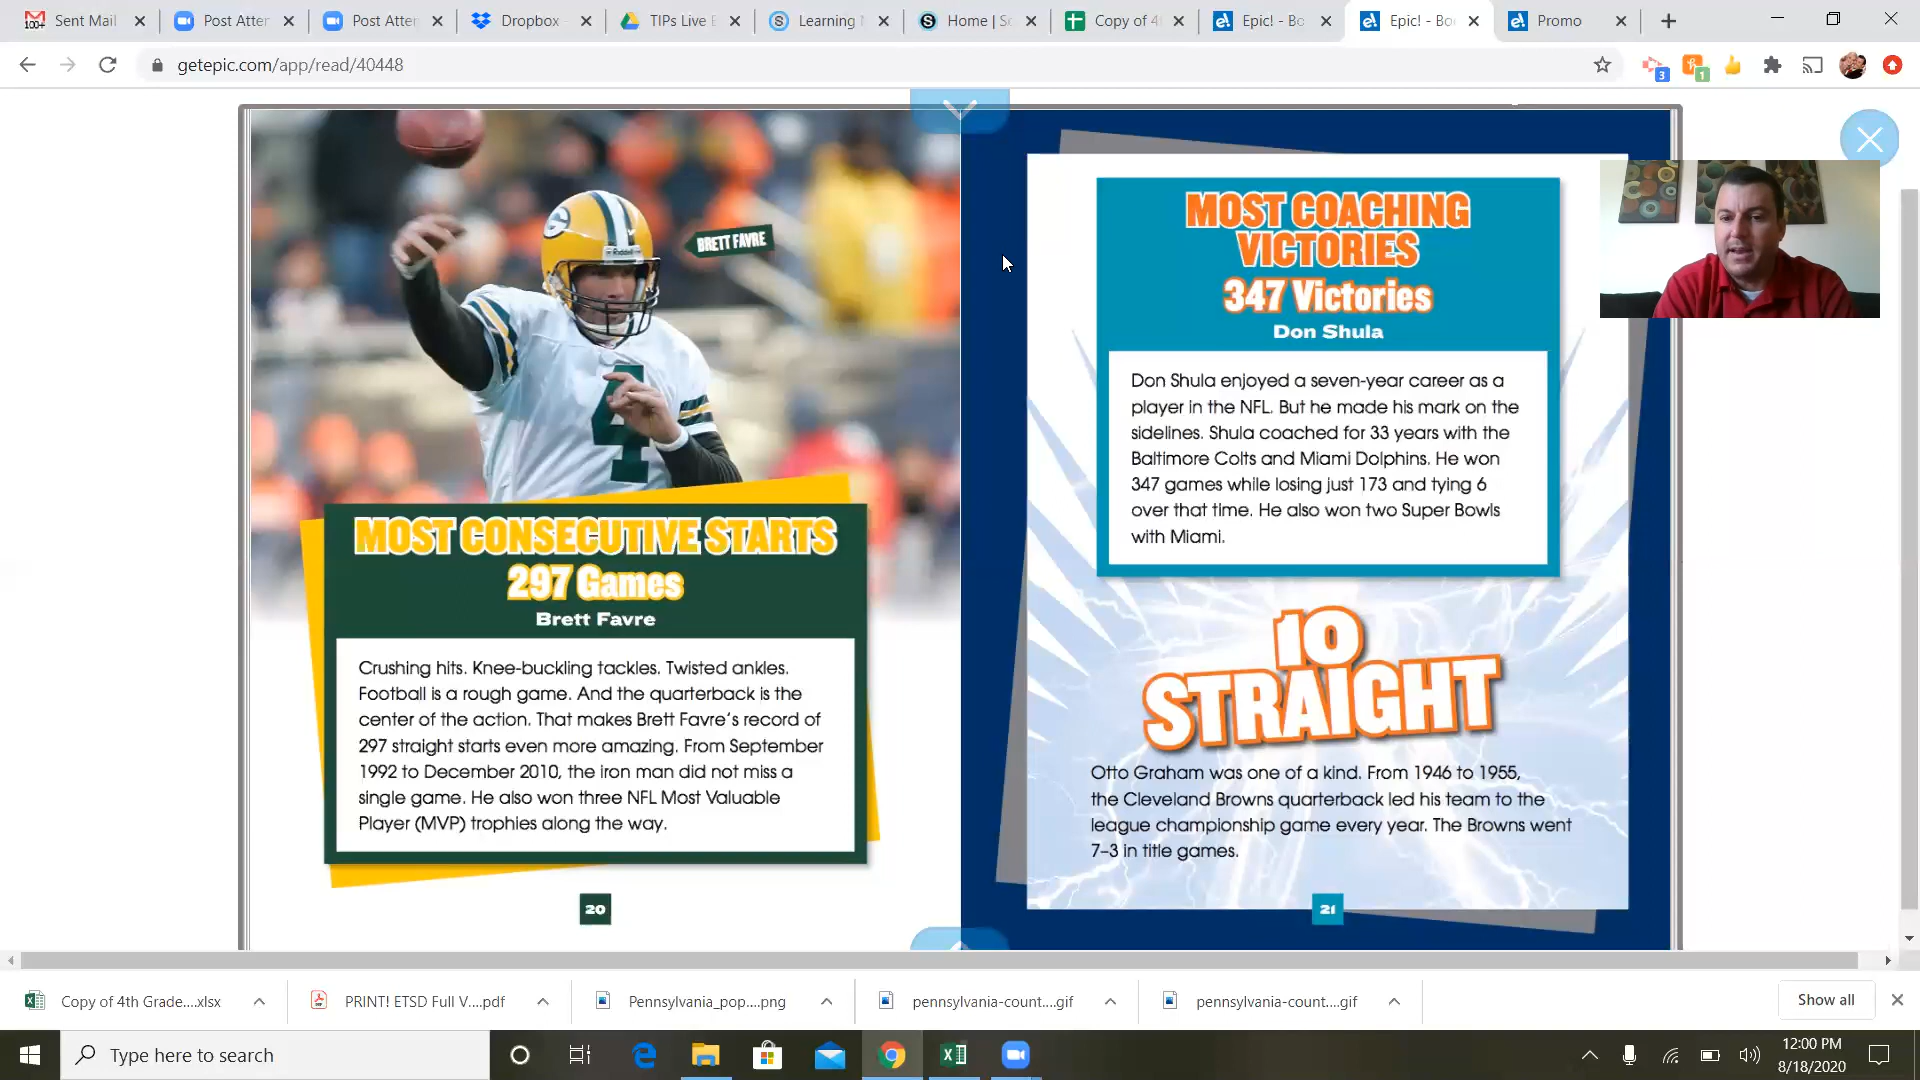 Sent Mail
Post Atter
Post Atter
Dropbox
TIPs Live
Learning
Home | S
Copy of 4
Epic! - Bo
Epic! - Bo
Promo
getepic.com/app/read/40448
3
1
BRETT FAVRE
4
MOST CONSECUTIVE STARTS
297 Games
Brett Favre
Crushing hits. Knee-buckling tackles. Twisted ankles.
Football is a rough game. And the quarterback is the
center of the action. That makes Brett Favre's record of
297 straight starts even more amazing. From September
1992 to December 2010, the iron man did not miss a
single game. He also won three NFL Most Valuable
Player (MVP) trophies along the way.
20
MOST COACHING
VICTORIES
347 Victories
Don Shula
Don Shula enjoyed a seven-year career as a
player in the NFL. But he made his mark on the
sidelines. Shula coached for 33 years with the
Baltimore Colts and Miami Dolphins. He won
347 games while losing just 173 and tying 6
over that time. He also won two Super Bowls
with Miami.
10
STRAIGHT
Otto Graham was one of a kind. From 1946 to 1955,
the Cleveland Browns quarterback led his team to the
league championship game every year. The Browns went
7–3 in title games.
21
Copy of 4th Grade....xlsx
PRINT! ETSD Full V....pdf
Pennsylvania_pop....png
pennsylvania-count....gif
pennsylvania-count....gif
Show all
Type here to search
12:00 PM
8/18/2020